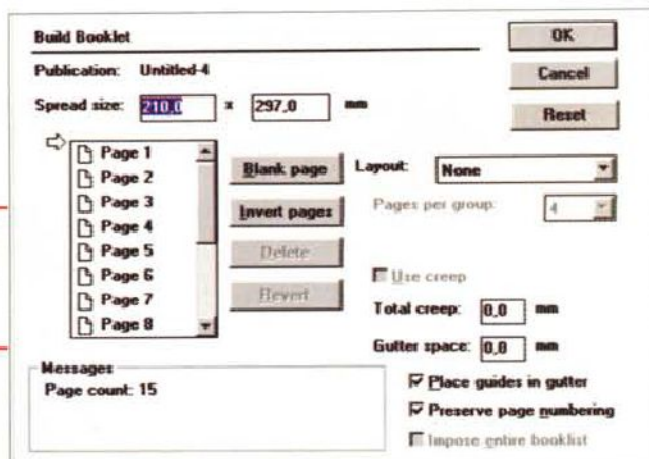 Build Booklet
OK
Publication: Untitled-4
Cancel
Spread size: 210,0 x 297,0 mm
Reset
Page 1
Page 2
Page 3
Page 4
Page 5
Page 6
Page 7
Page 8
Blank page
Invert pages
Delete
Revert
Layout: None
Pages per group: 4
Use creep
Total creep: 0,0 mm
Gutter space: 0,0 mm
Messages
Page count: 15
Place guides in gutter
Preserve page numbering
Impose entire booklist